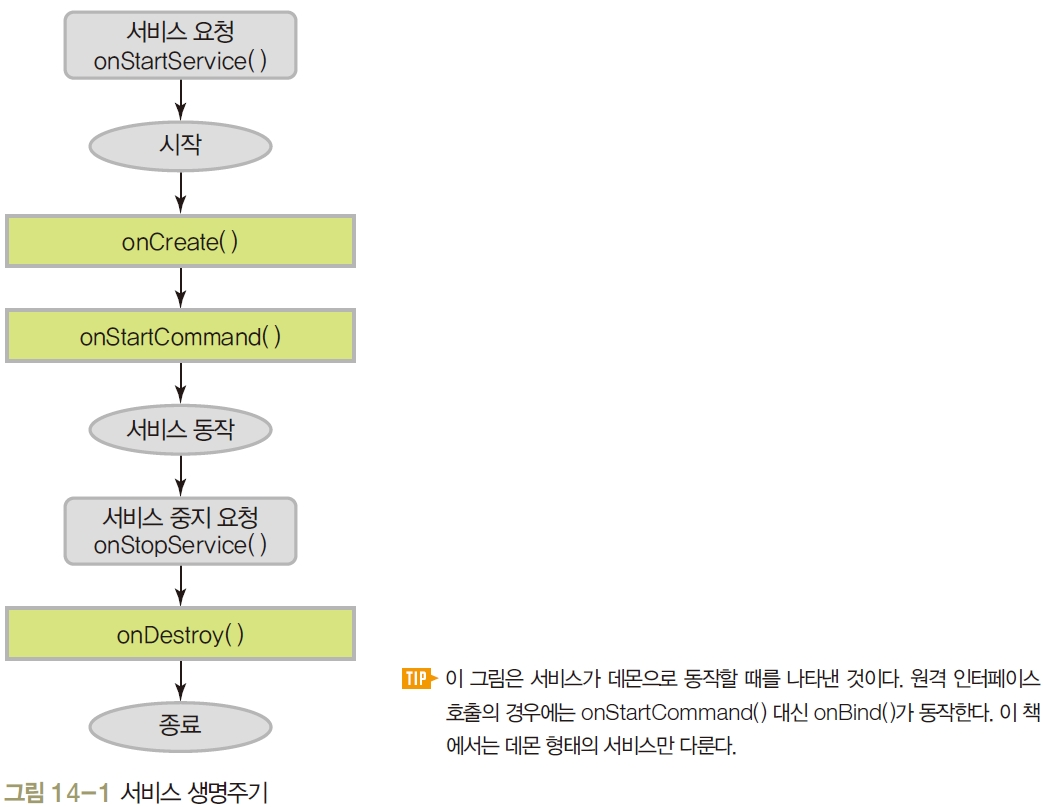 서비스 요청
onStartService( )
시작
onCreate( )
onStartCommand( )
서비스 동작
서비스 중지 요청
onStopService( )
onDestroy( )
종료
TIP 이 그림은 서비스가 데몬으로 동작할 때를 나타낸 것이다. 원격 인터페이스
호출의 경우에는 onStartCommand( ) 대신 onBind( )가 동작한다. 이 책
에서는 데몬 형태의 서비스만 다룬다.
그림 14-1 서비스 생명주기